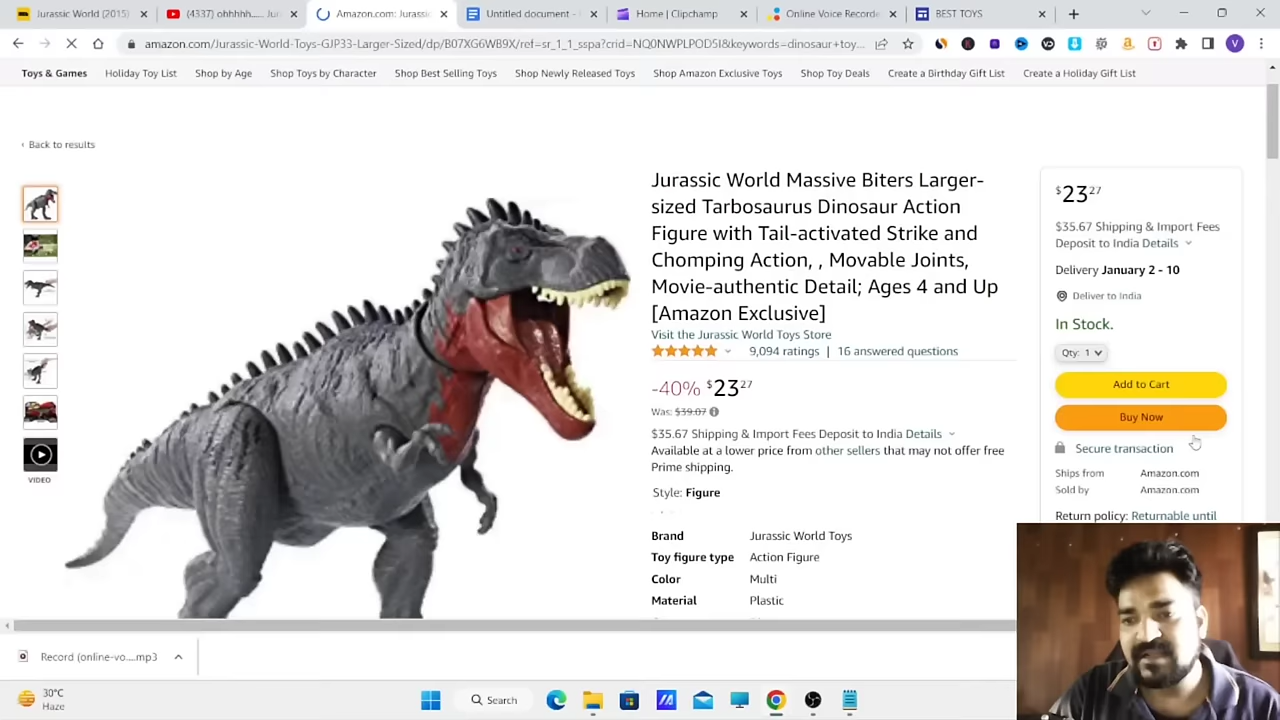 Jurassic World (2015)
(4337) ohhhhh..... Jur
Amazon.com: Jurassic
Untitled document -
Home | Clipchamp
Online Voice Recorde
BEST TOYS
amazon.com/Jurassic-World-Toys-GJP33-Larger-Sized/dp/B07XG6WB9X/ref=sr_1_1_sspa?crid=NQ0NWPLPOD5I&keywords=dinosaur+toy...
V
Toys & Games Holiday Toy List Shop by Age Shop Toys by Character Shop Best Selling Toys Shop Newly Released Toys Shop Amazon Exclusive Toys Shop Toy Deals Create a Birthday Gift List Create a Holiday Gift List
‹ Back to results
VIDEO
Jurassic World Massive Biters Larger-
sized Tarbosaurus Dinosaur Action
Figure with Tail-activated Strike and
Chomping Action, , Movable Joints,
Movie-authentic Detail; Ages 4 and Up
[Amazon Exclusive]
Visit the Jurassic World Toys Store
9,094 ratings | 16 answered questions
-40% $23 27
Was: $39.07
$35.67 Shipping & Import Fees Deposit to India Details
Available at a lower price from other sellers that may not offer free
Prime shipping.
Style: Figure
Brand Jurassic World Toys
Toy figure type Action Figure
Color Multi
Material Plastic
$23 27
$35.67 Shipping & Import Fees
Deposit to India Details
Delivery January 2 - 10
Deliver to India
In Stock.
Qty: 1
Add to Cart
Buy Now
Secure transaction
Ships from Amazon.com
Sold by Amazon.com
Return policy: Returnable until
Record (online-vo....mp3
30°C
Haze
Search